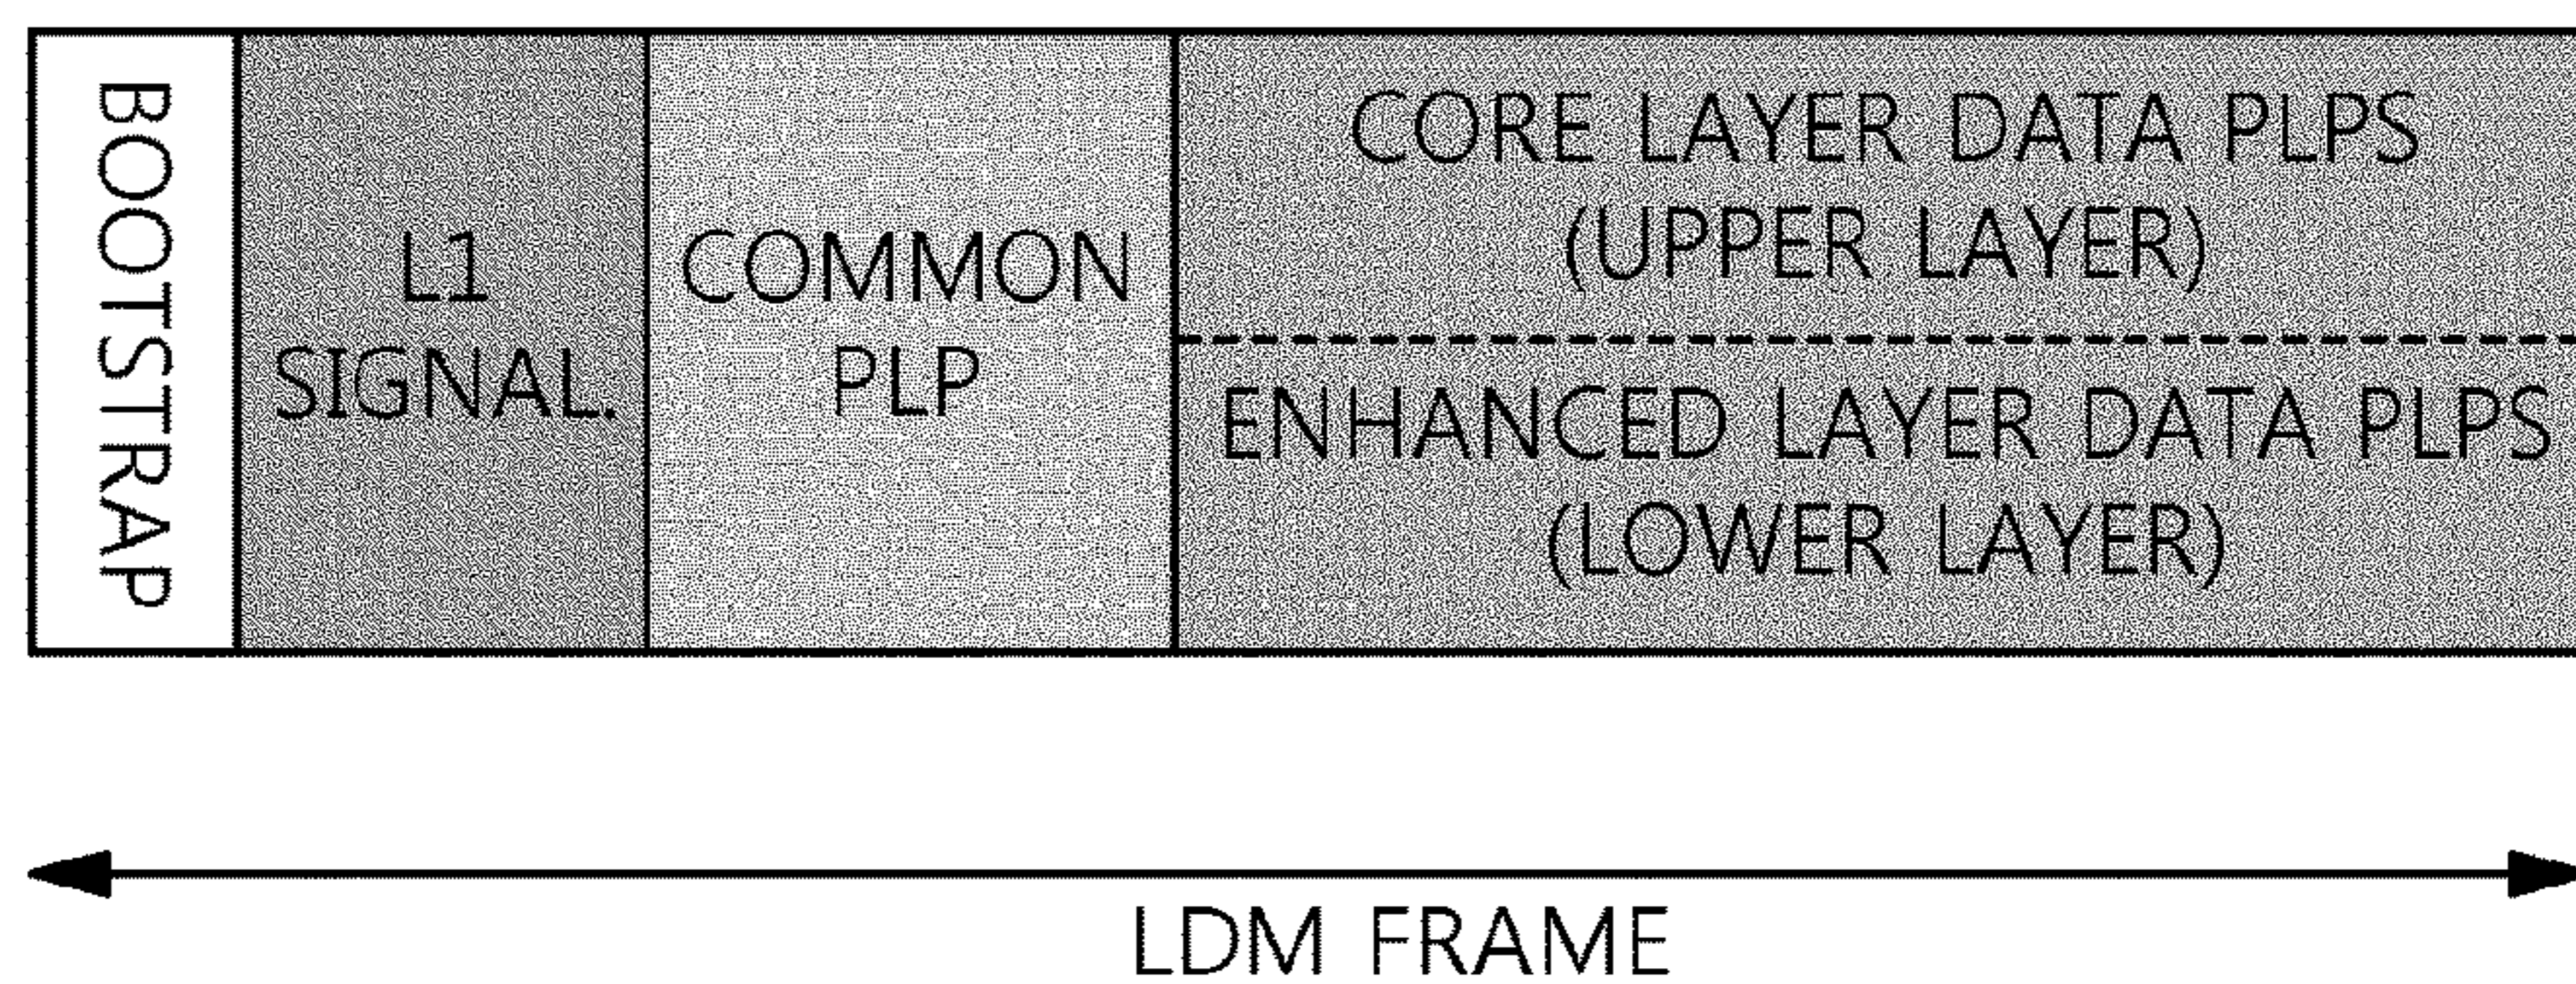 BOOTSTRAP
L1
SIGNAL.
COMMON
PLP
CORE LAYER DATA PLPS
(UPPER LAYER)
ENHANCED LAYER DATA PLPS
(LOWER LAYER)
LDM FRAME